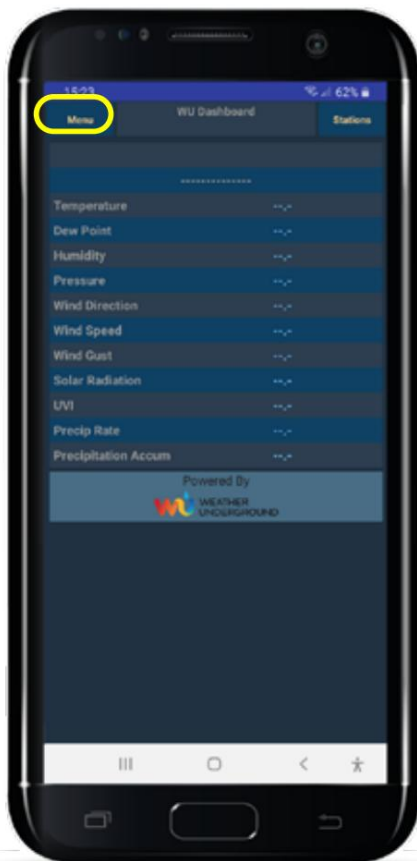 15:23 62%
Menu WU Dashboard Stations
--------------
Temperature --,-
Dew Point --,-
Humidity --,-
Pressure --,-
Wind Direction --,-
Wind Speed --,-
Wind Gust --,-
Solar Radiation --,-
UVI --,-
Precip Rate --,-
Precipitation Accum --,-
Powered By
WU WEATHER
UNDERGROUND